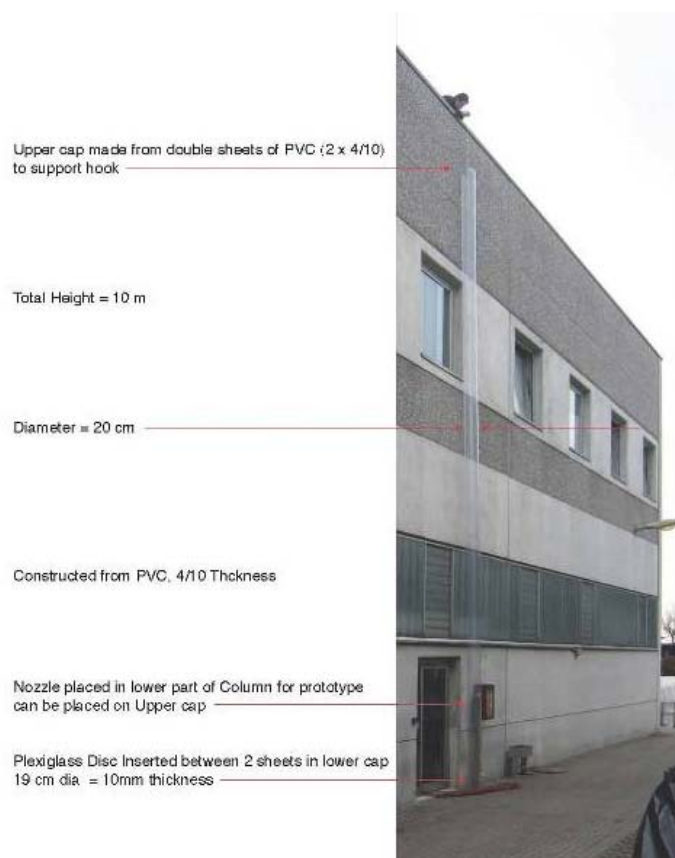 Upper cap made from double sheets of PVC (2 x 4/10)
to support hook
Total Height = 10 m
Diameter = 20 cm
Constructed from PVC, 4/10 Thckness
Nozzle placed in lower part of Column for prototype
can be placed on Upper cap
Plexiglass Disc Inserted between 2 sheets in lower cap
19 cm dia = 10mm thickness